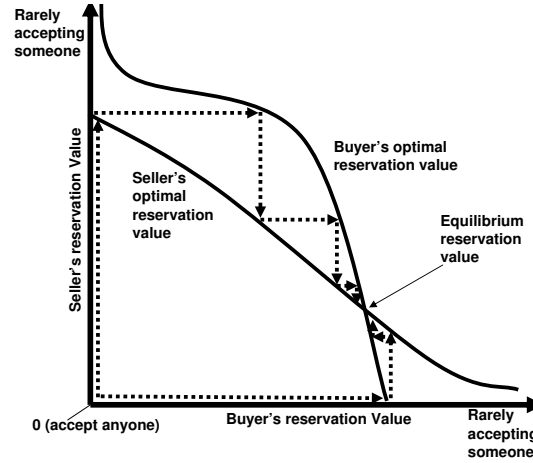 Rarely
accepting
someone
Seller's reservation Value
Buyer's optimal
reservation value
Seller's
optimal
reservation
value
Equilibrium
reservation
value
0 (accept anyone)
Buyer's reservation Value
Rarely
accepting
someone